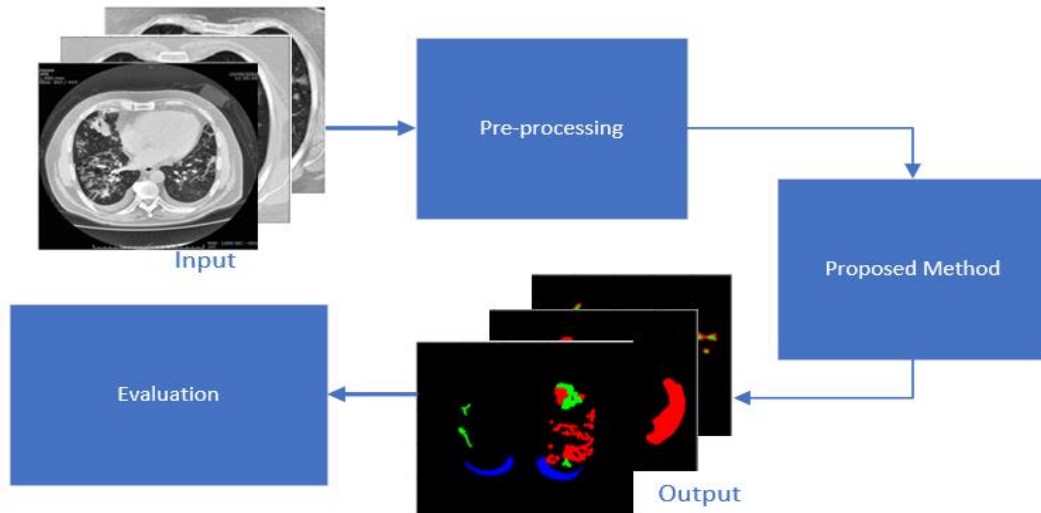 Input
Pre-processing
Proposed Method
Output
Evaluation